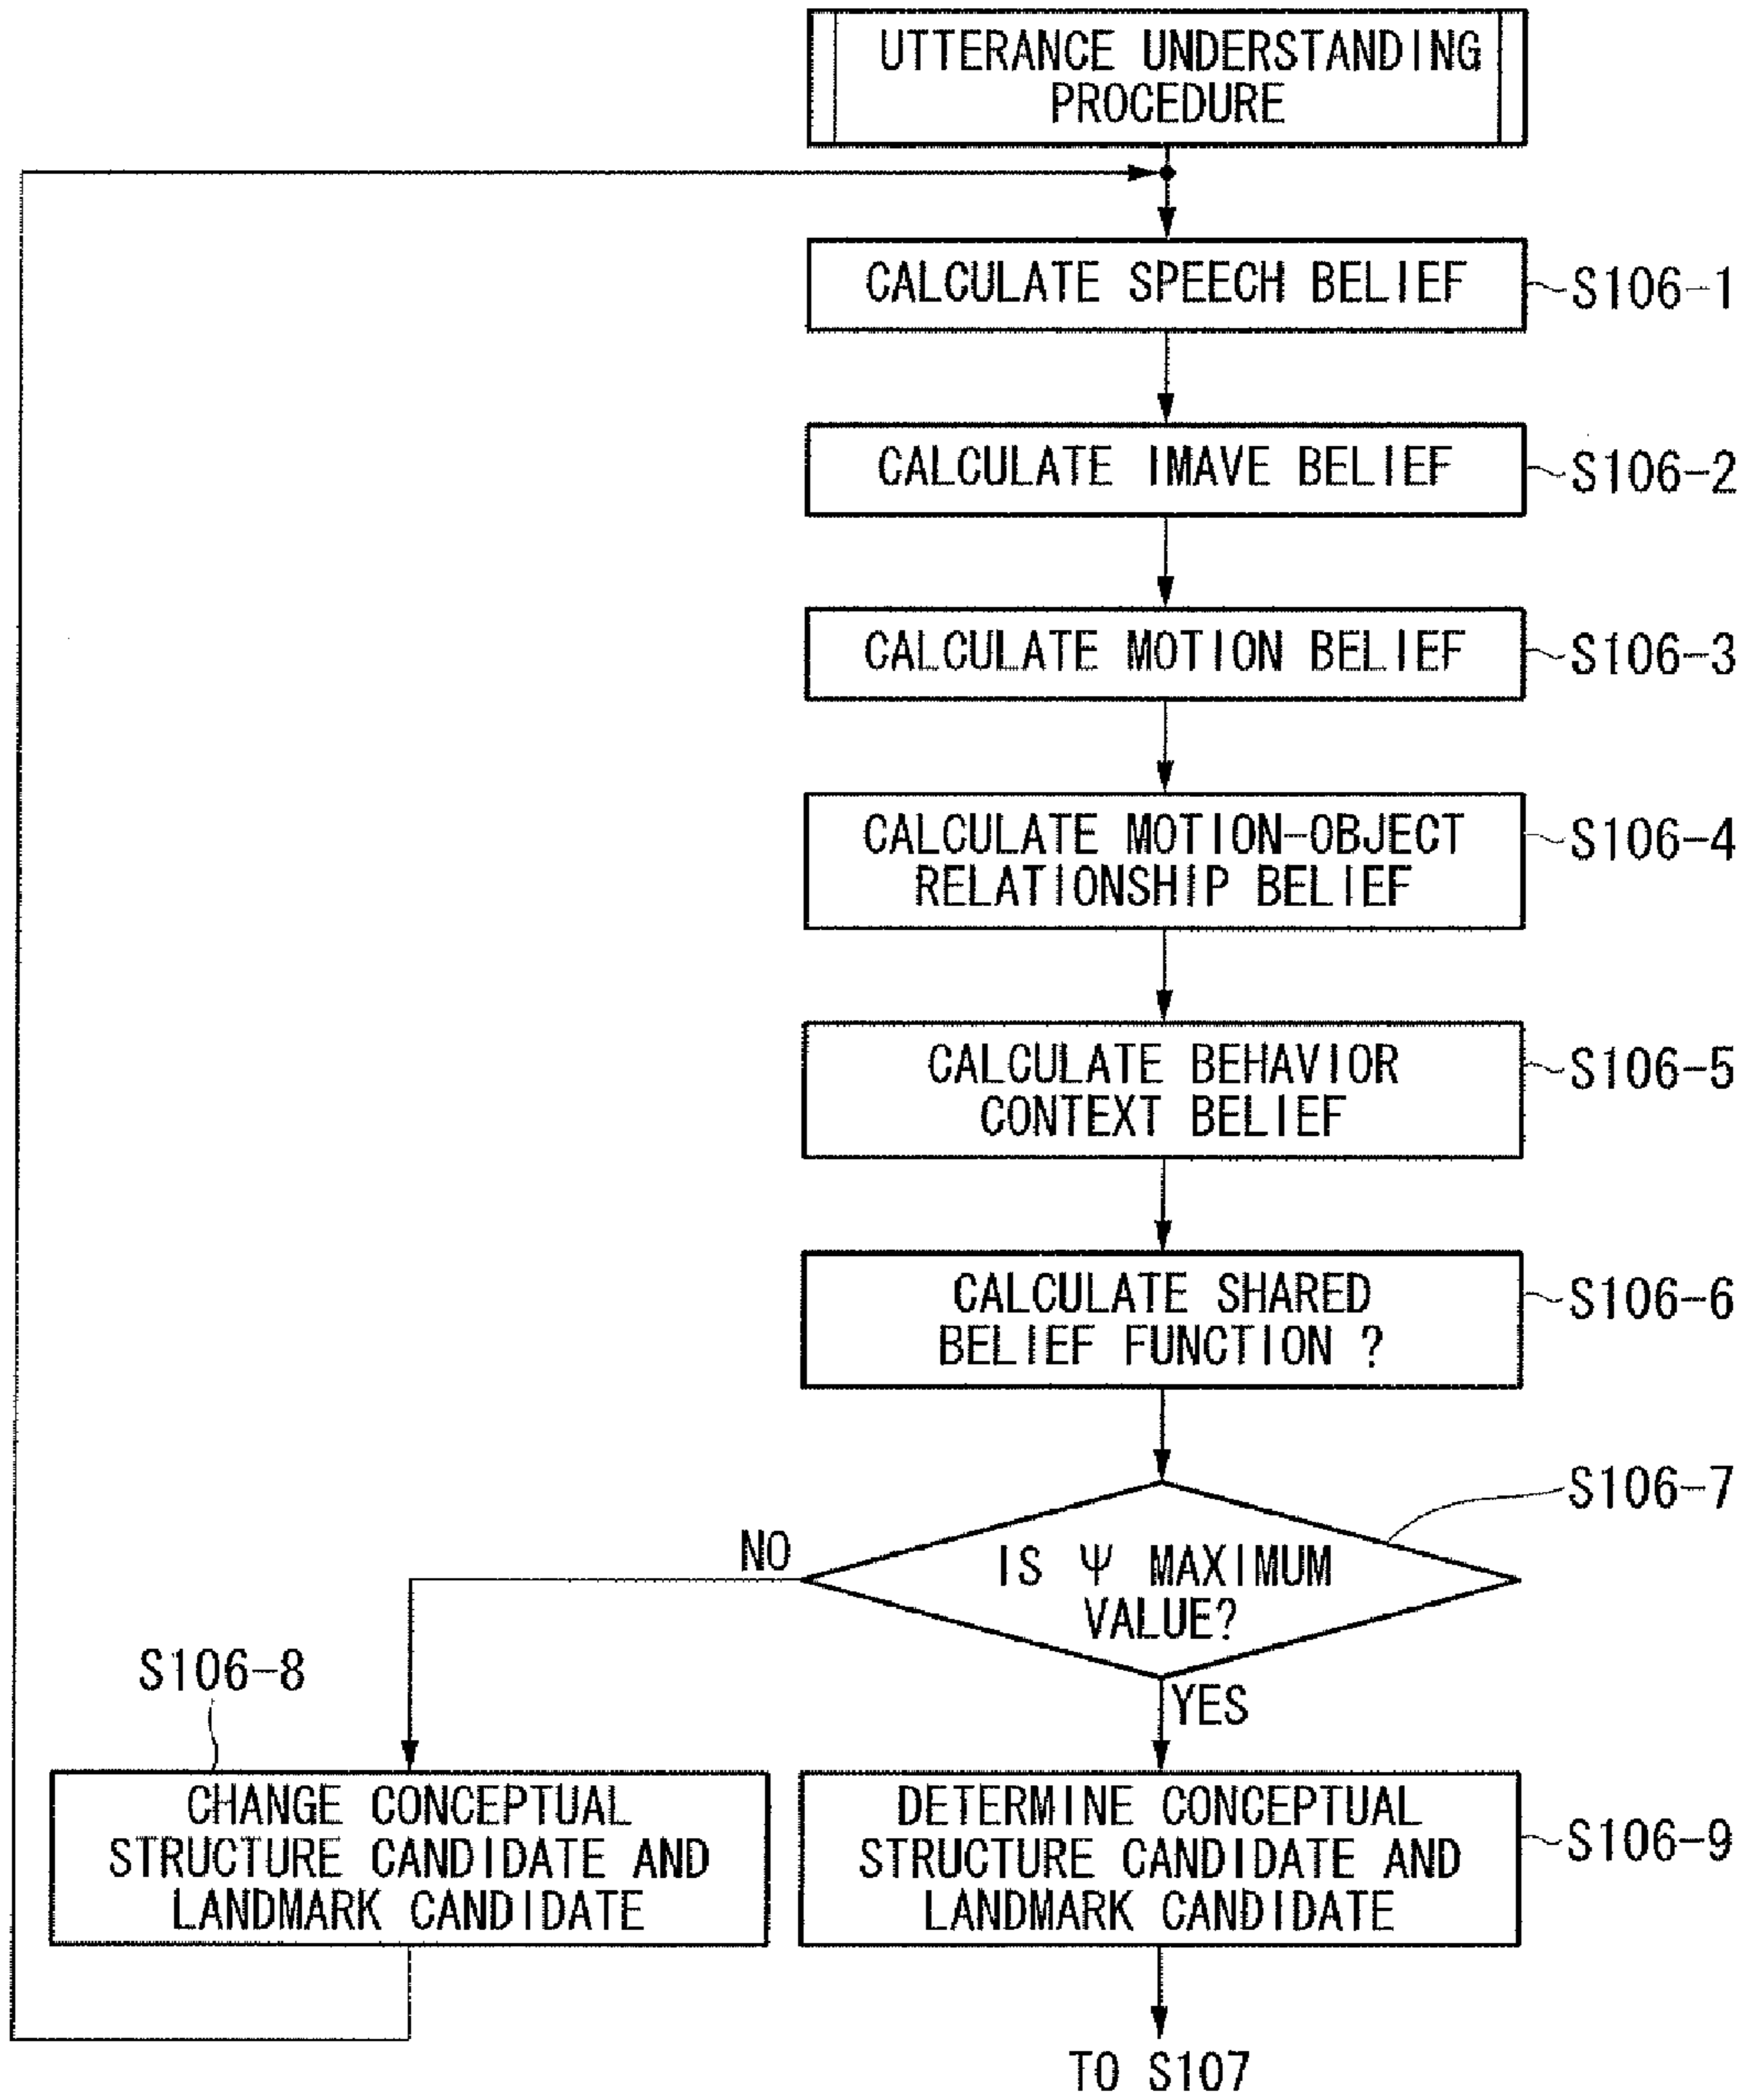 UTTERANCE UNDERSTANDING
PROCEDURE
CALCULATE SPEECH BELIEF
S106-1
CALCULATE IMAVE BELIEF
S106-2
CALCULATE MOTION BELIEF
S106-3
CALCULATE MOTION-OBJECT
RELATIONSHIP BELIEF
S106-4
CALCULATE BEHAVIOR
CONTEXT BELIEF
S106-5
CALCULATE SHARED
BELIEF FUNCTION ?
S106-6
S106-7
NO
IS Ψ MAXIMUM
VALUE?
YES
S106-8
CHANGE CONCEPTUAL
STRUCTURE CANDIDATE AND
LANDMARK CANDIDATE
DETERMINE CONCEPTUAL
STRUCTURE CANDIDATE AND
LANDMARK CANDIDATE
S106-9
TO S107